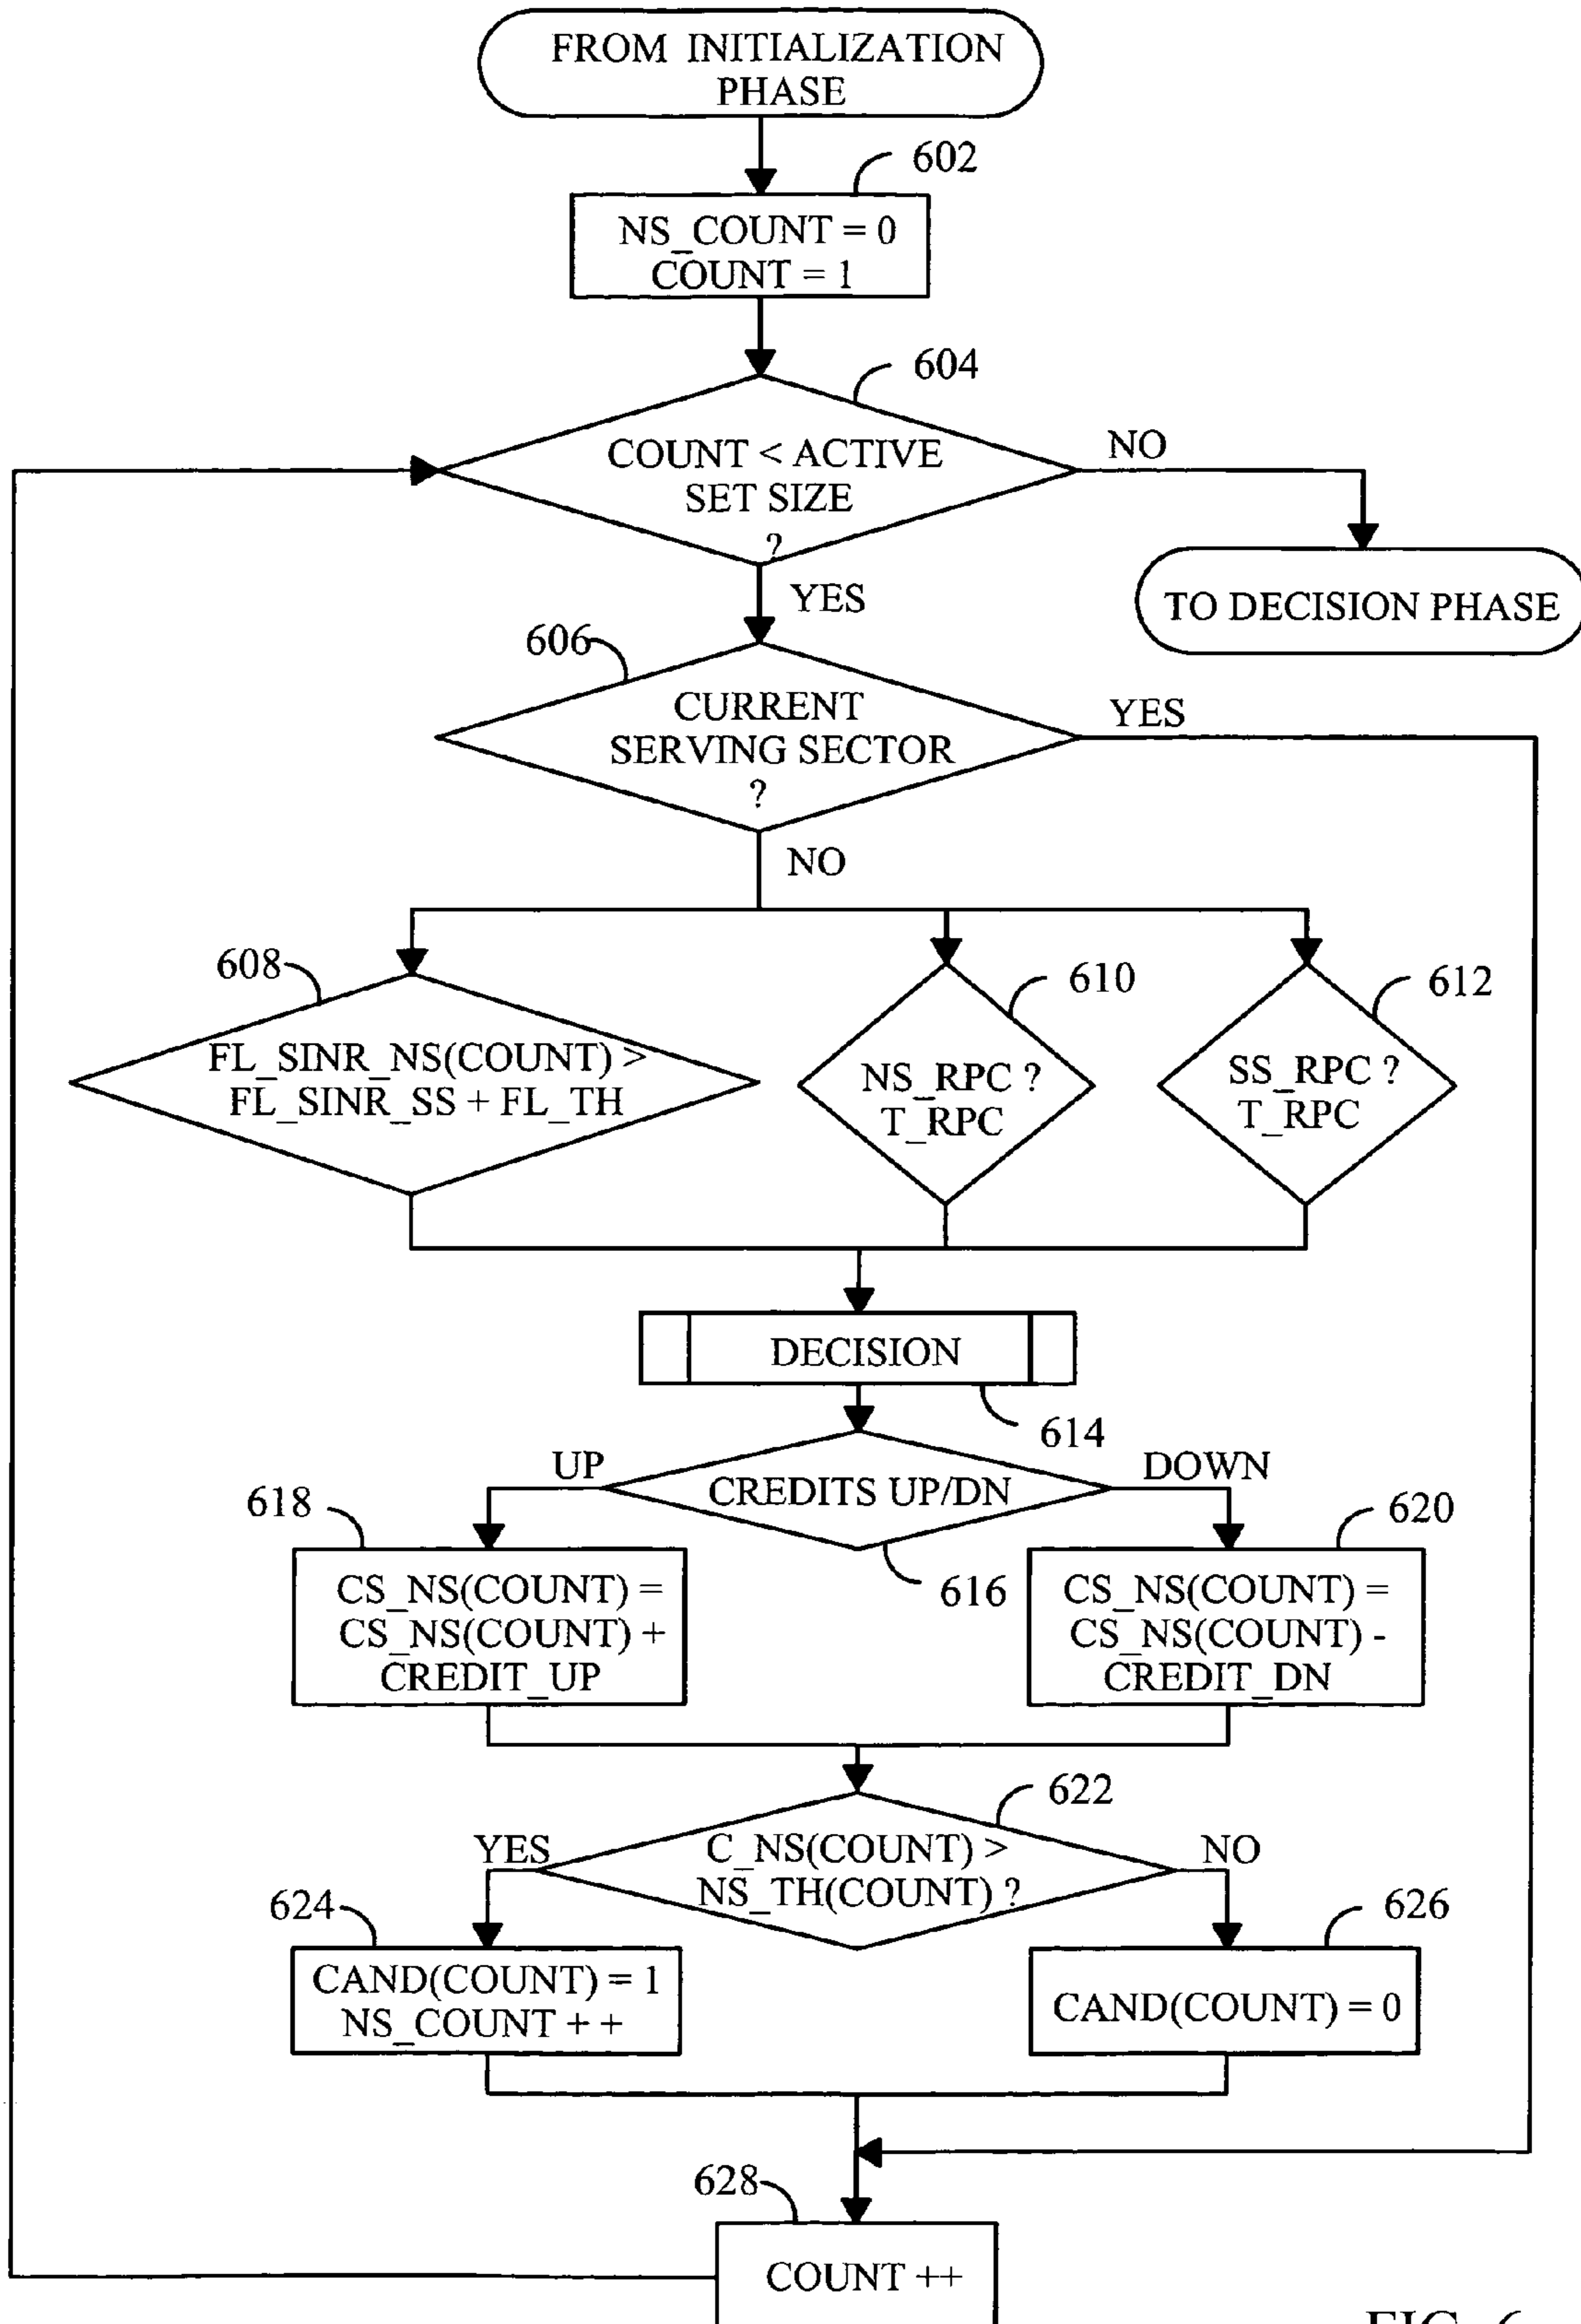 FROM INITIALIZATION
PHASE
602
NS_COUNT = 0
COUNT = 1
604
COUNT < ACTIVE
SET SIZE
?
NO
YES
TO DECISION PHASE
606
CURRENT
SERVING SECTOR
?
YES
NO
608
FL_SINR_NS(COUNT) >
FL_SINR_SS + FL_TH
610
NS_RPC ?
T_RPC
612
SS_RPC ?
T_RPC
DECISION
614
UP
CREDITS UP/DN
DOWN
616
618
CS_NS(COUNT) =
CS_NS(COUNT) +
CREDIT_UP
620
CS_NS(COUNT) =
CS_NS(COUNT) -
CREDIT_DN
622
YES
C_NS(COUNT) >
NS_TH(COUNT) ?
NO
624
CAND(COUNT) = 1
NS_COUNT + +
626
CAND(COUNT) = 0
628
COUNT ++
FIG. 6